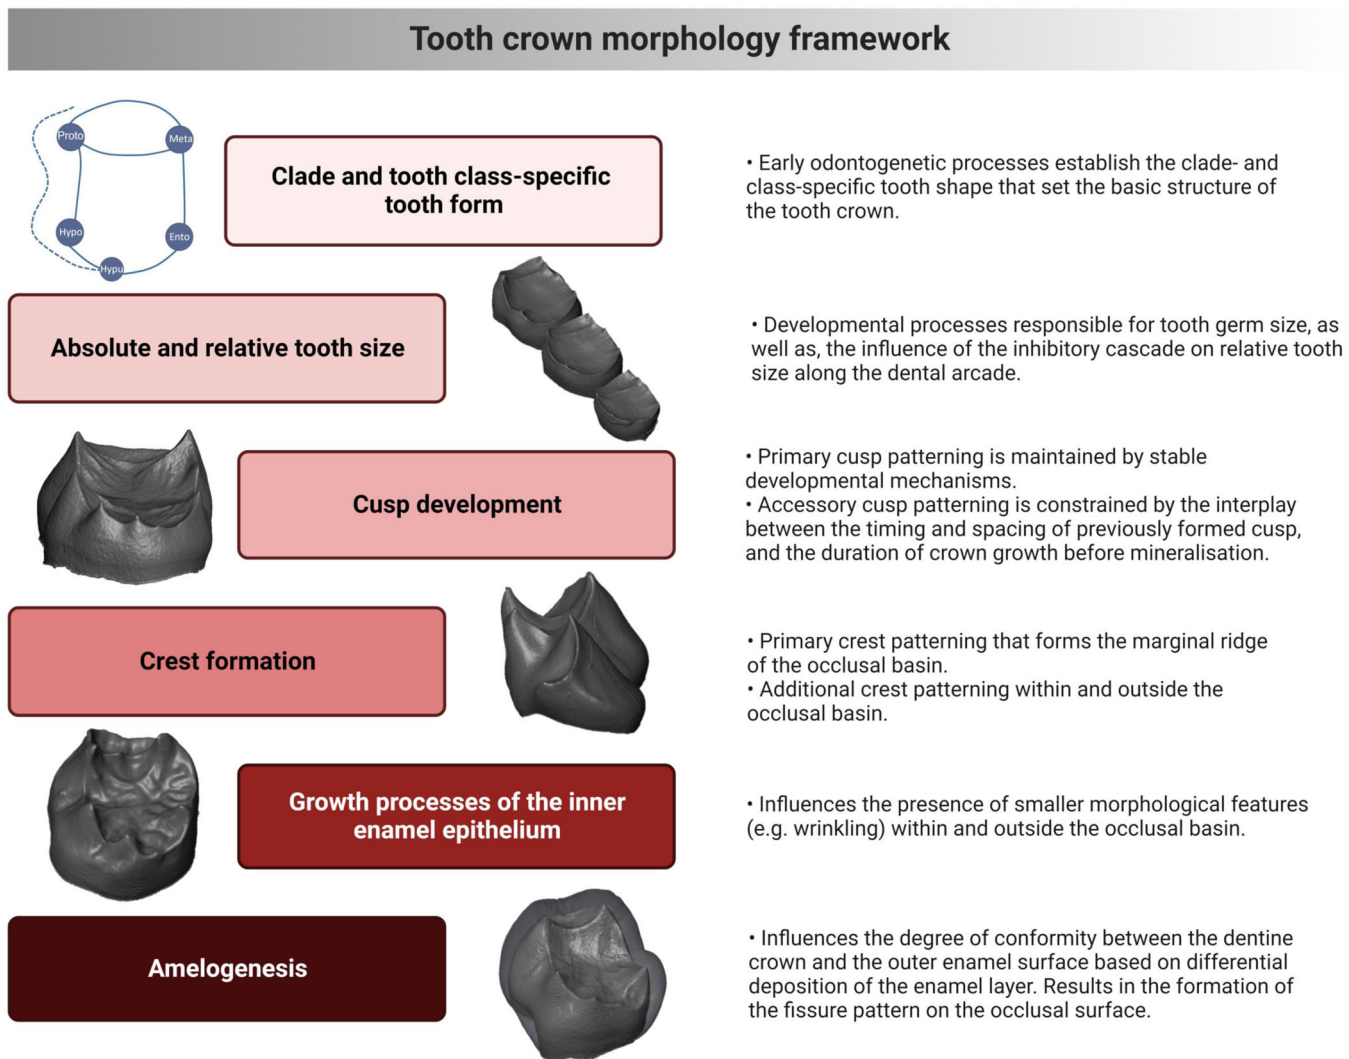 Tooth crown morphology framework
Proto
Meta
Hypo
Ento
Hypu
Clade and tooth class-specific
tooth form
• Early odontogenetic processes establish the clade- and
class-specific tooth shape that set the basic structure of
the tooth crown.
Absolute and relative tooth size
• Developmental processes responsible for tooth germ size, as
well as, the influence of the inhibitory cascade on relative tooth
size along the dental arcade.
Cusp development
• Primary cusp patterning is maintained by stable
developmental mechanisms.
• Accessory cusp patterning is constrained by the interplay
between the timing and spacing of previously formed cusp,
and the duration of crown growth before mineralisation.
Crest formation
• Primary crest patterning that forms the marginal ridge
of the occlusal basin.
• Additional crest patterning within and outside the
occlusal basin.
Growth processes of the inner
enamel epithelium
• Influences the presence of smaller morphological features
(e.g. wrinkling) within and outside the occlusal basin.
Amelogenesis
• Influences the degree of conformity between the dentine
crown and the outer enamel surface based on differential
deposition of the enamel layer. Results in the formation of
the fissure pattern on the occlusal surface.